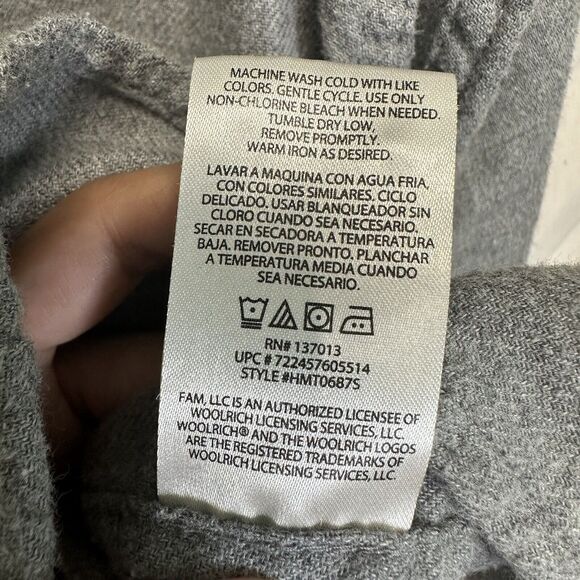 MACHINE WASH COLD WITH LIKE
COLORS. GENTLE CYCLE. USE ONLY
NON-CHLORINE BLEACH WHEN NEEDED.
TUMBLE DRY LOW,
REMOVE PROMPTLY.
WARM IRON AS DESIRED.
LAVAR A MAQUINA CON AGUA FRIA.
CON COLORES SIMILARES. CICLO
DELICADO. USAR BLANQUEADOR SIN
CLORO CUANDO SEA NECESARIO.
SECAR EN SECADORA A TEMPERATURA
BAJA. REMOVER PRONTO. PLANCHAR
A TEMPERATURA MEDIA CUANDO
SEA NECESARIO.
RN# 137013
UPC # 722457605514
STYLE #HMT0687S
FAM, LLC IS AN AUTHORIZED LICENSEE OF
WOOLRICH LICENSING SERVICES, LLC.
WOOLRICH® AND THE WOOLRICH LOGOS
ARE THE REGISTERED TRADEMARKS OF
WOOLRICH LICENSING SERVICES, LLC.